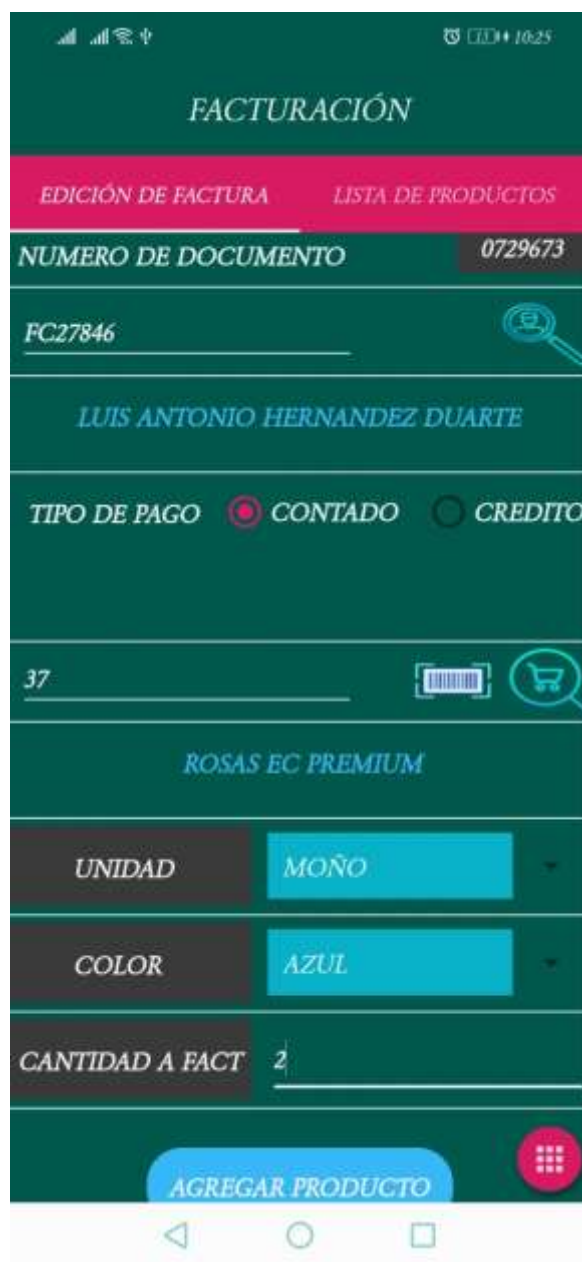 10:25
FACTURACIÓN
EDICIÓN DE FACTURA LISTA DE PRODUCTOS
NUMERO DE DOCUMENTO 0729673
FC27846
LUIS ANTONIO HERNANDEZ DUARTE
TIPO DE PAGO CONTADO CREDITO
37
ROSAS EC PREMIUM
UNIDAD MOÑO
COLOR AZUL
CANTIDAD A FACT 2
AGREGAR PRODUCTO